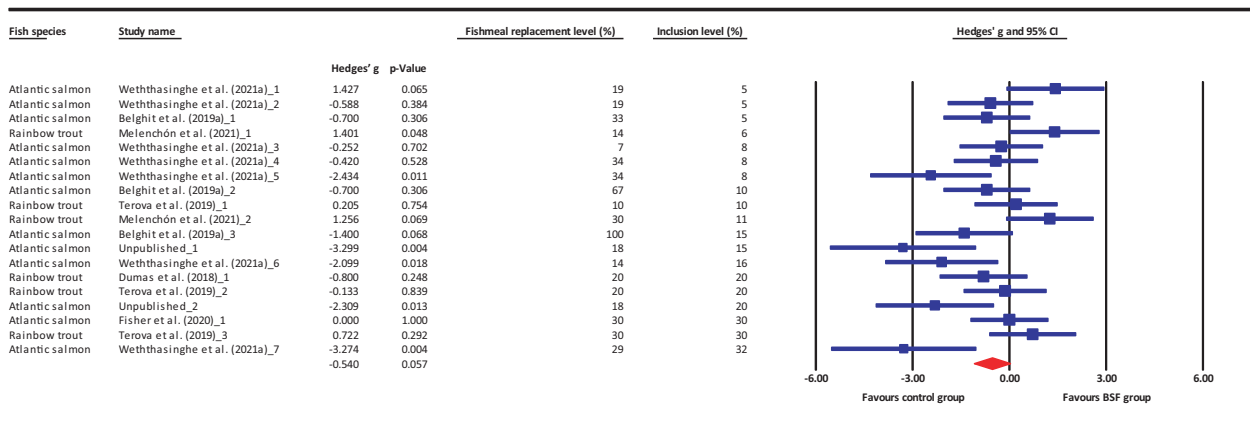 Fish species Study name Fishmeal replacement level (%) Inclusion level (%) Hedges' g and 95% CI
Hedges' g p-Value
Atlantic salmon Weththasinghe et al. (2021a)_1 1.427 0.065 19 5
Atlantic salmon Weththasinghe et al. (2021a)_2 -0.588 0.384 19 5
Atlantic salmon Belghit et al. (2019a)_1 -0.700 0.306 33 5
Rainbow trout Melenchón et al. (2021)_1 1.401 0.048 14 6
Atlantic salmon Weththasinghe et al. (2021a)_3 -0.252 0.702 7 8
Atlantic salmon Weththasinghe et al. (2021a)_4 -0.420 0.528 34 8
Atlantic salmon Weththasinghe et al. (2021a)_5 -2.434 0.011 34 8
Atlantic salmon Belghit et al. (2019a)_2 -0.700 0.306 67 10
Rainbow trout Terova et al. (2019)_1 0.205 0.754 10 10
Rainbow trout Melenchón et al. (2021)_2 1.256 0.069 30 11
Atlantic salmon Belghit et al. (2019a)_3 -1.400 0.068 100 15
Atlantic salmon Unpublished_1 -3.299 0.004 18 15
Atlantic salmon Weththasinghe et al. (2021a)_6 -2.099 0.018 14 16
Rainbow trout Dumas et al. (2018)_1 -0.800 0.248 20 20
Rainbow trout Terova et al. (2019)_2 -0.133 0.839 20 20
Atlantic salmon Unpublished_2 -2.309 0.013 18 20
Atlantic salmon Fisher et al. (2020)_1 0.000 1.000 30 30
Rainbow trout Terova et al. (2019)_3 0.722 0.292 30 30
Atlantic salmon Weththasinghe et al. (2021a)_7 -3.274 0.004 29 32
-0.540 0.057
-6.00 -3.00 0.00 3.00 6.00
Favours control group Favours BSF group